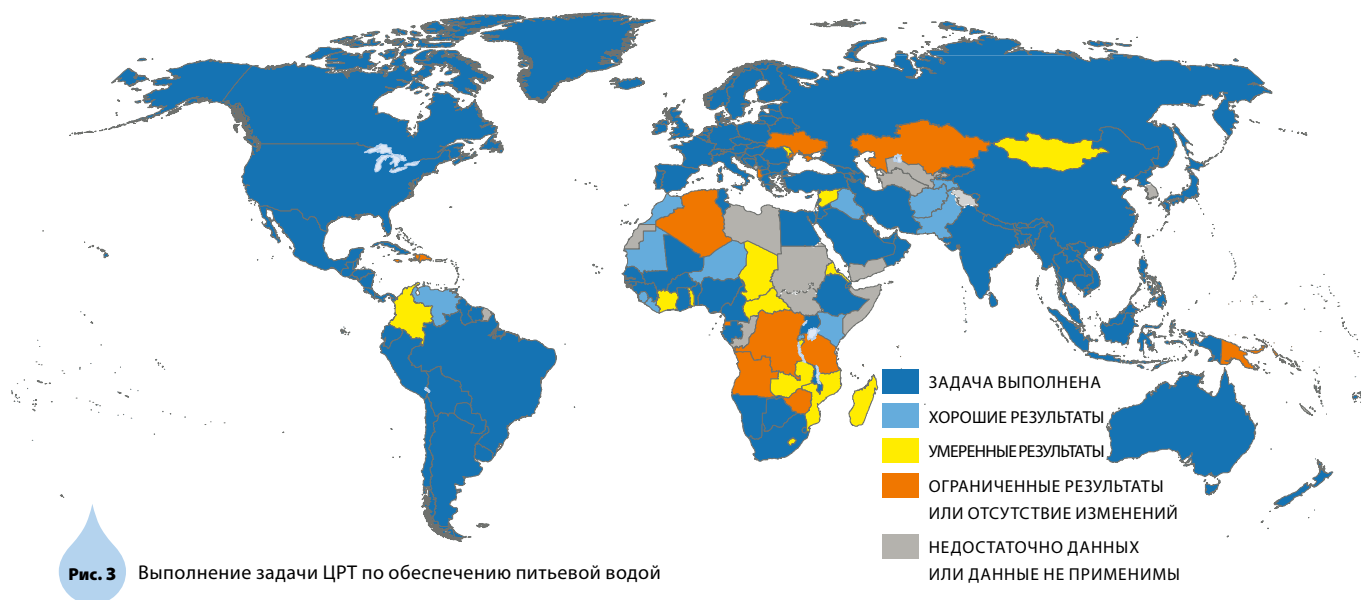 ЗАДАЧА ВЫПОЛНЕНА
ХОРОШИЕ РЕЗУЛЬТАТЫ
УМЕРЕННЫЕ РЕЗУЛЬТАТЫ
ОГРАНИЧЕННЫЕ РЕЗУЛЬТАТЫ
ИЛИ ОТСУТСТВИЕ ИЗМЕНЕНИЙ
НЕДОСТАТОЧНО ДАННЫХ
ИЛИ ДАННЫЕ НЕ ПРИМЕНИМЫ
Рис. 3 Выполнение задачи ЦРТ по обеспечению питьевой водой